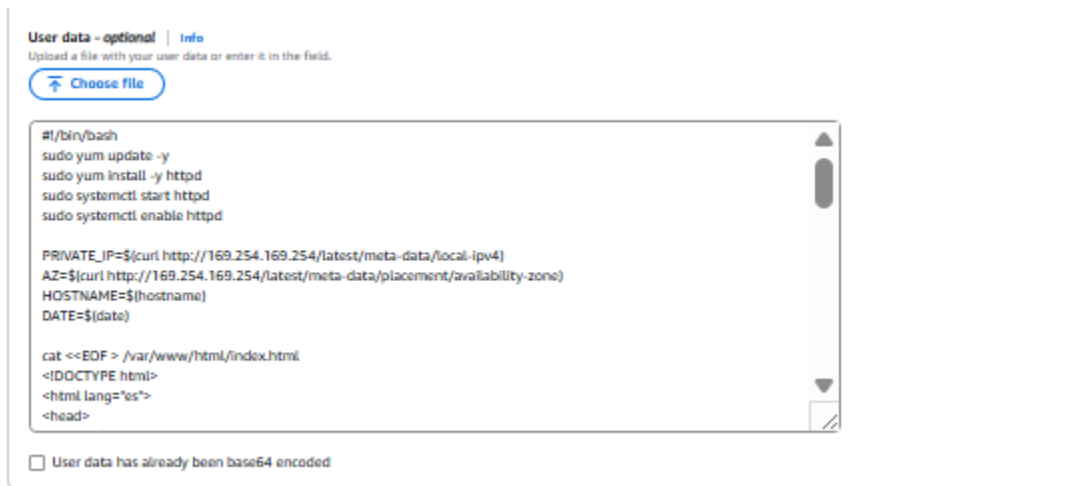 User data - optional | Info
Upload a file with your user data or enter it in the field.
Choose file
#!/bin/bash
sudo yum update -y
sudo yum install -y httpd
sudo systemctl start httpd
sudo systemctl enable httpd
PRIVATE_IP=$(curl http://169.254.169.254/latest/meta-data/local-ipv4)
AZ=$(curl http://169.254.169.254/latest/meta-data/placement/availability-zone)
HOSTNAME=$(hostname)
DATE=$(date)
cat <<EOF > /var/www/html/index.html
<!DOCTYPE html>
<html lang="es">
<head>
User data has already been base64 encoded